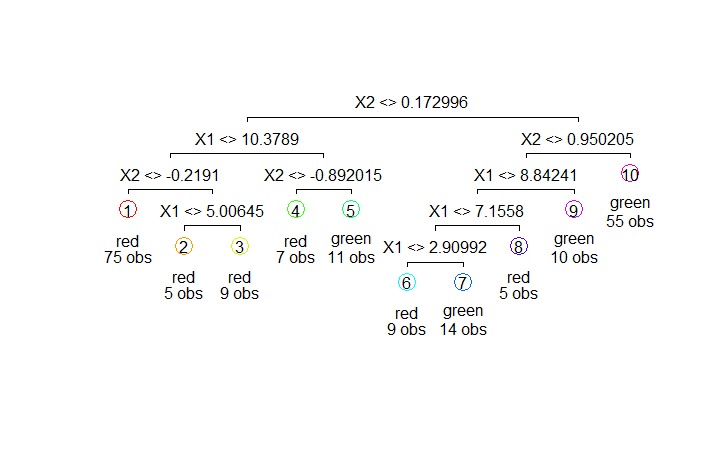 X2 <> 0.172996
X1 <> 10.3789
X2 <> 0.950205
X2 <> -0.2191
X2 <> -0.892015
X1 <> 8.84241
10
1
X1 <> 5.00645
4
5
X1 <> 7.1558
9
green
55 obs
red
75 obs
2
3
red
7 obs
green
11 obs
X1 <> 2.90992
8
green
10 obs
red
5 obs
red
9 obs
6
7
red
5 obs
red
9 obs
green
14 obs